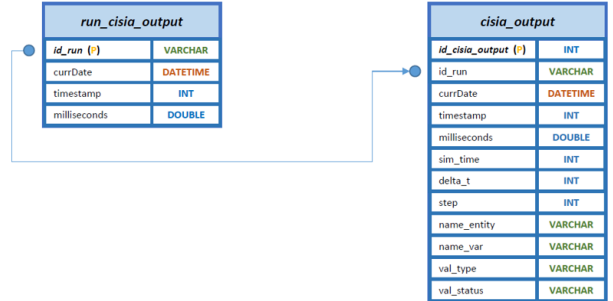 run_cisia_output
id_run (P) VARCHAR
currDate DATETIME
timestamp INT
milliseconds DOUBLE
cisia_output
id_cisia_output (P) INT
id_run VARCHAR
currDate DATETIME
timestamp INT
milliseconds DOUBLE
sim_time INT
delta_t INT
step INT
name_entity VARCHAR
name_var VARCHAR
val_type VARCHAR
val_status VARCHAR